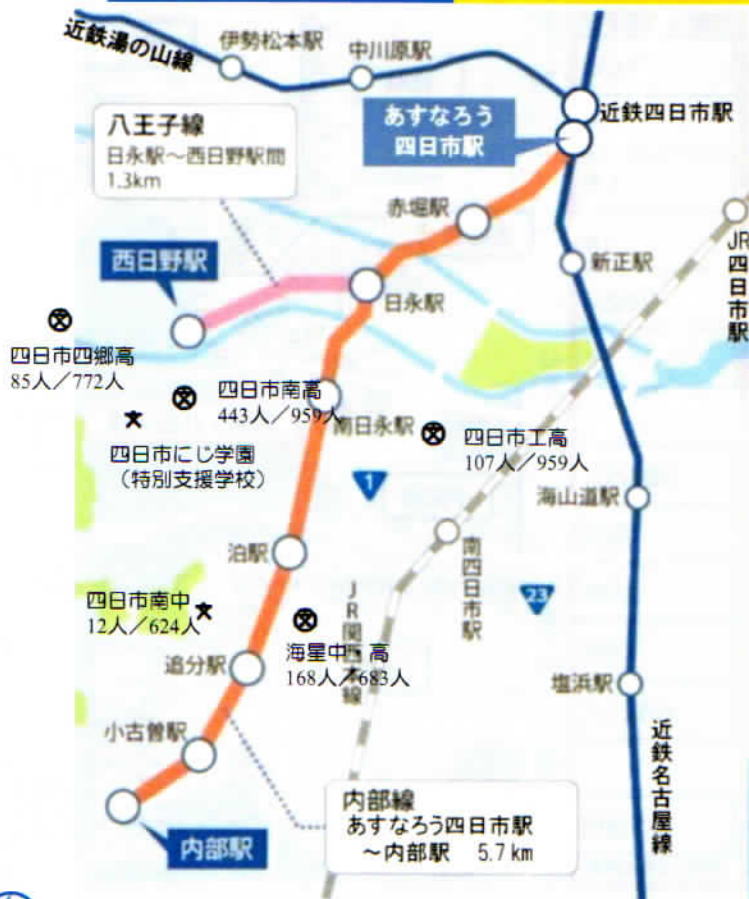 近鉄湯の山線
伊勢松本駅
中川原駅
近鉄四日市駅
あすなろう
四日市駅
八王子線
日永駅~西日野駅間
1.3km
赤堀駅
JR四日市駅
新正駅
西日野駅
日永駅
四日市四郷高
85人/772人
四日市南高
443人/959人
南日永駅
四日市工高
107人/959人
四日市にじ学園
(特別支援学校)
1
海山道駅
泊駅
南四日市駅
23
四日市南中
12人/624人
JR関西本線
海星中・高
168人/683人
追分駅
塩浜駅
小古曽駅
近鉄名古屋線
内部線
あすなろう四日市駅
~内部駅 5.7km
内部駅